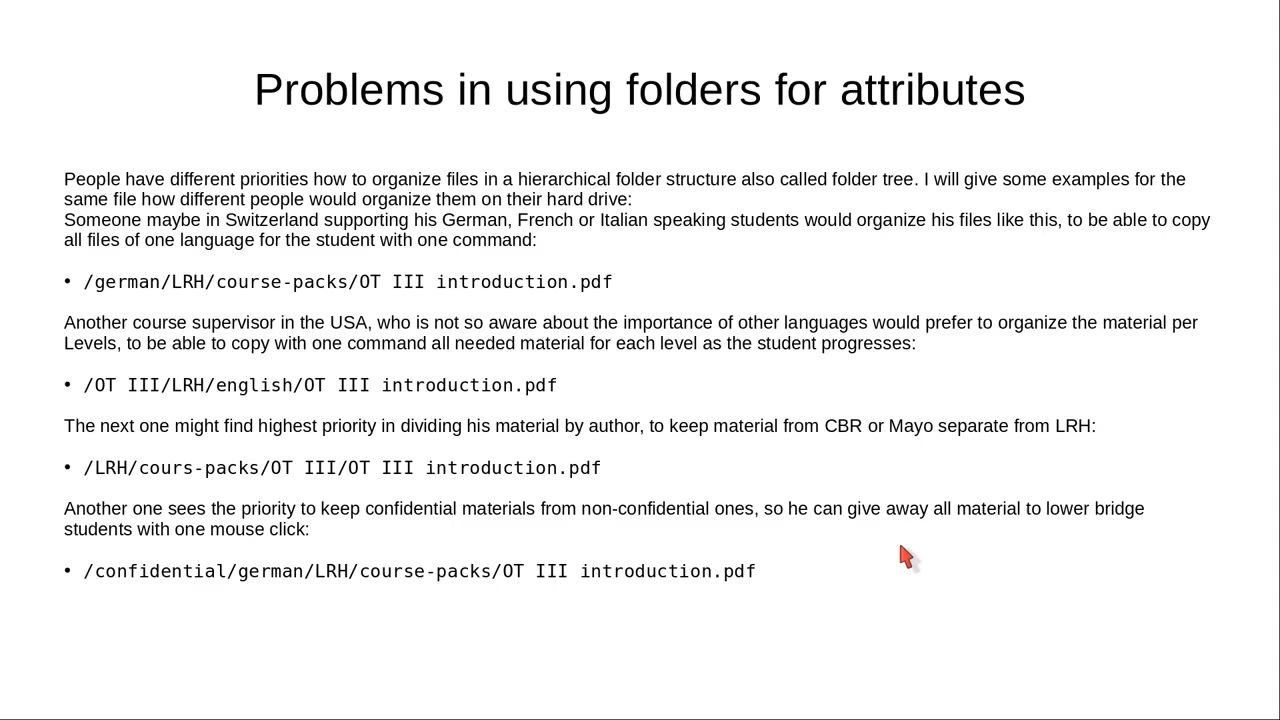 Problems in using folders for attributes
People have different priorities how to organize files in a hierarchical folder structure also called folder tree. I will give some examples for the
same file how different people would organize them on their hard drive:
Someone maybe in Switzerland supporting his German, French or Italian speaking students would organize his files like this, to be able to copy
all files of one language for the student with one command:
• /german/LRH/course-packs/OT III introduction.pdf
Another course supervisor in the USA, who is not so aware about the importance of other languages would prefer to organize the material per
Levels, to be able to copy with one command all needed material for each level as the student progresses:
• /OT III/LRH/english/OT III introduction.pdf
The next one might find highest priority in dividing his material by author, to keep material from CBR or Mayo separate from LRH:
• /LRH/cours-packs/OT III/OT III introduction.pdf
Another one sees the priority to keep confidential materials from non-confidential ones, so he can give away all material to lower bridge
students with one mouse click:
• /confidential/german/LRH/course-packs/OT III introduction.pdf